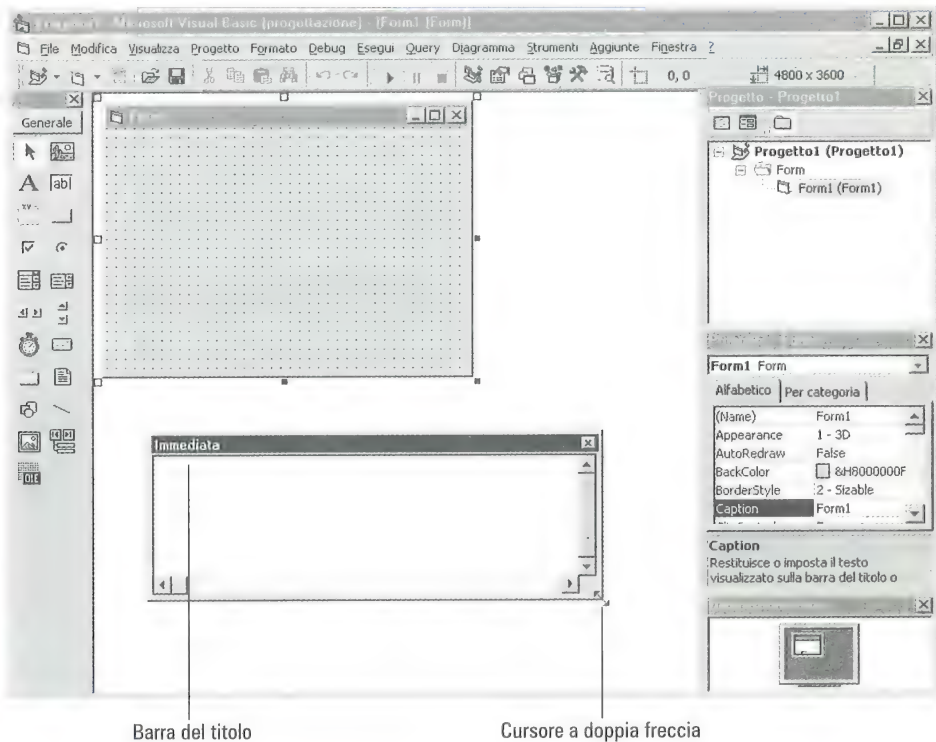 Microsoft Visual Basic [progettazione] - [Form1 (Form)]
File Modifica Visualizza Progetto Formato Debug Esegui Query Diagramma Strumenti Aggiunte Finestra ?
0, 0 4800 x 3600
Generale
A ab|
OLE
Progetto - Progetto1
Progetto1 (Progetto1)
Form
Form1 (Form1)
Form1 Form
Alfabetico Per categoria
(Name) Form1
Appearance 1 - 3D
AutoRedraw False
BackColor &H8000000F
BorderStyle 2 - Sizable
Caption Form1
Caption
Restituisce o imposta il testo
visualizzato sulla barra del titolo o
Immediata
Barra del titolo
Cursore a doppia freccia